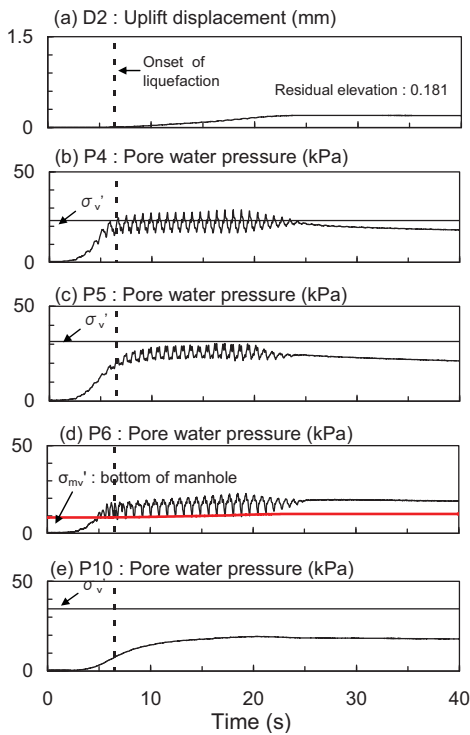 (a) D2 : Uplift displacement (mm)
1.5
Onset of
liquefaction
Residual elevation : 0.181
0
(b) P4 : Pore water pressure (kPa)
50
σv'
0
(c) P5 : Pore water pressure (kPa)
50
σv'
0
(d) P6 : Pore water pressure (kPa)
50
σmv' : bottom of manhole
0
(e) P10 : Pore water pressure (kPa)
50
σv'
0
0 10 20 30 40
Time (s)